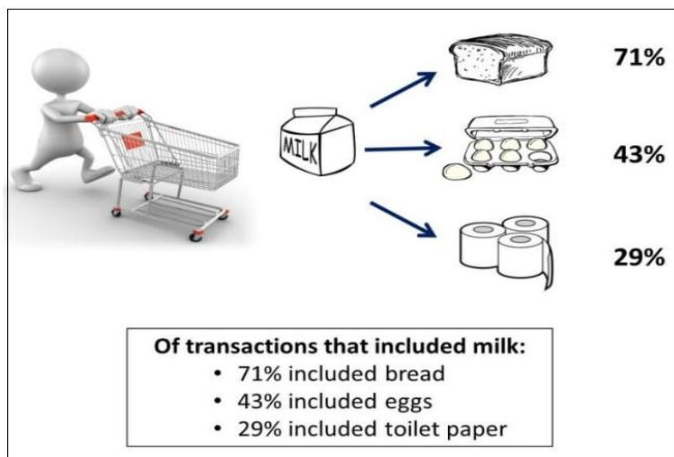 71%
MILK
43%
29%
Of transactions that included milk:
• 71% included bread
• 43% included eggs
• 29% included toilet paper